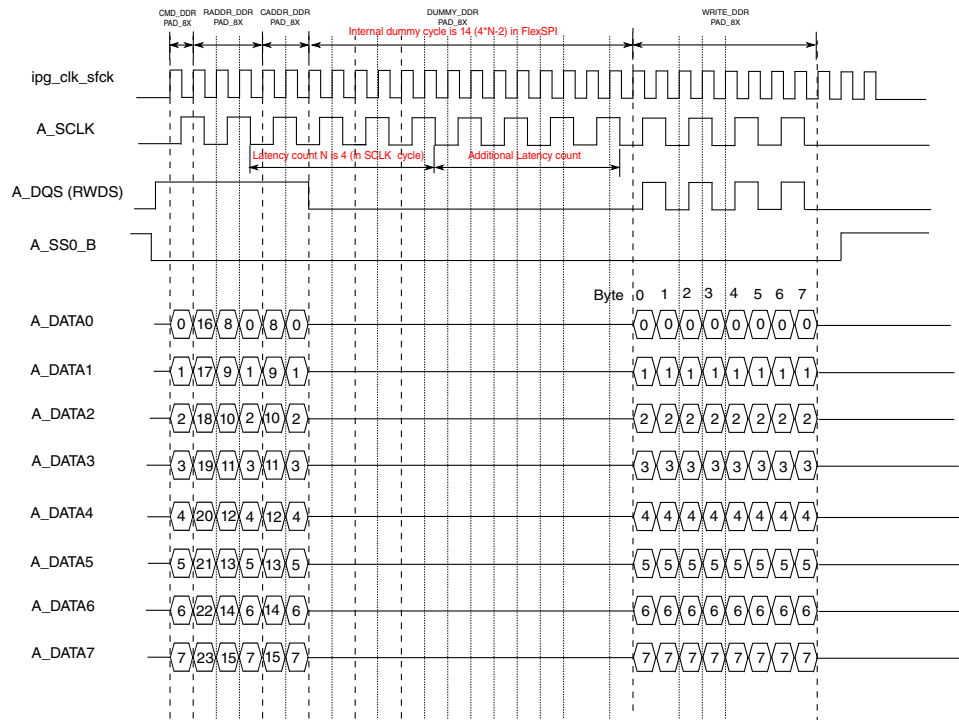 CMD_DDR RADDR_DDR CADDR_DDR DUMMY_DDR WRITE_DDR
PAD_8X PAD_8X PAD_8X PAD_8X PAD_8X
Internal dummy cycle is 14 (4*N-2) in FlexSPI
ipg_clk_sfck
A_SCLK
Latency count N is 4 (in SCLK cycle) Additional Latency count
A_DQS (RWDS)
A_SS0_B
Byte 0 1 2 3 4 5 6 7
A_DATA0 0 16 8 0 8 0 0 0 0 0 0 0 0 0
A_DATA1 1 17 9 1 9 1 1 1 1 1 1 1 1 1
A_DATA2 2 18 10 2 10 2 2 2 2 2 2 2 2 2
A_DATA3 3 19 11 3 11 3 3 3 3 3 3 3 3 3
A_DATA4 4 20 12 4 12 4 4 4 4 4 4 4 4 4
A_DATA5 5 21 13 5 13 5 5 5 5 5 5 5 5 5
A_DATA6 6 22 14 6 14 6 6 6 6 6 6 6 6 6
A_DATA7 7 23 15 7 15 7 7 7 7 7 7 7 7 7